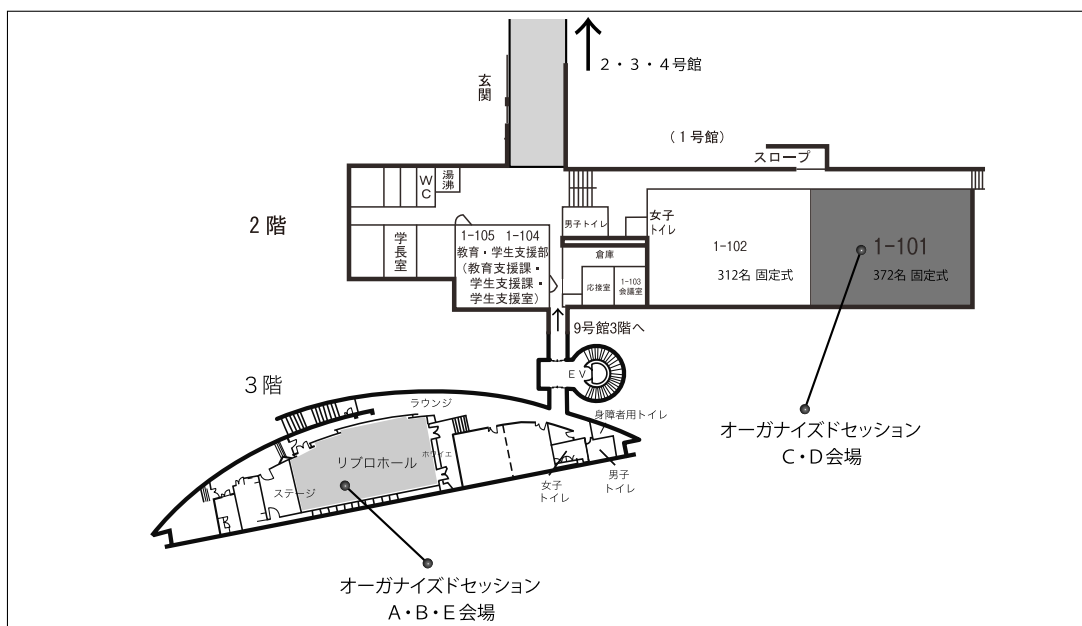 2・3・4号館
玄関
(1号館)
スロープ
WC
湯沸
2階
学長室
1-105 1-104
教育・学生支援部
(教育支援課・
学生支援課・
学生支援室)
男子トイレ
女子
トイレ
倉庫
応接室
1-103
会議室
1-102
312名 固定式
1-101
372名 固定式
9号館3階へ
EV
3階
ラウンジ
身障者用トイレ
リブロホール
ホワイエ
ステージ
女子
トイレ
男子
トイレ
オーガナイズドセッション
C・D会場
オーガナイズドセッション
A・B・E会場